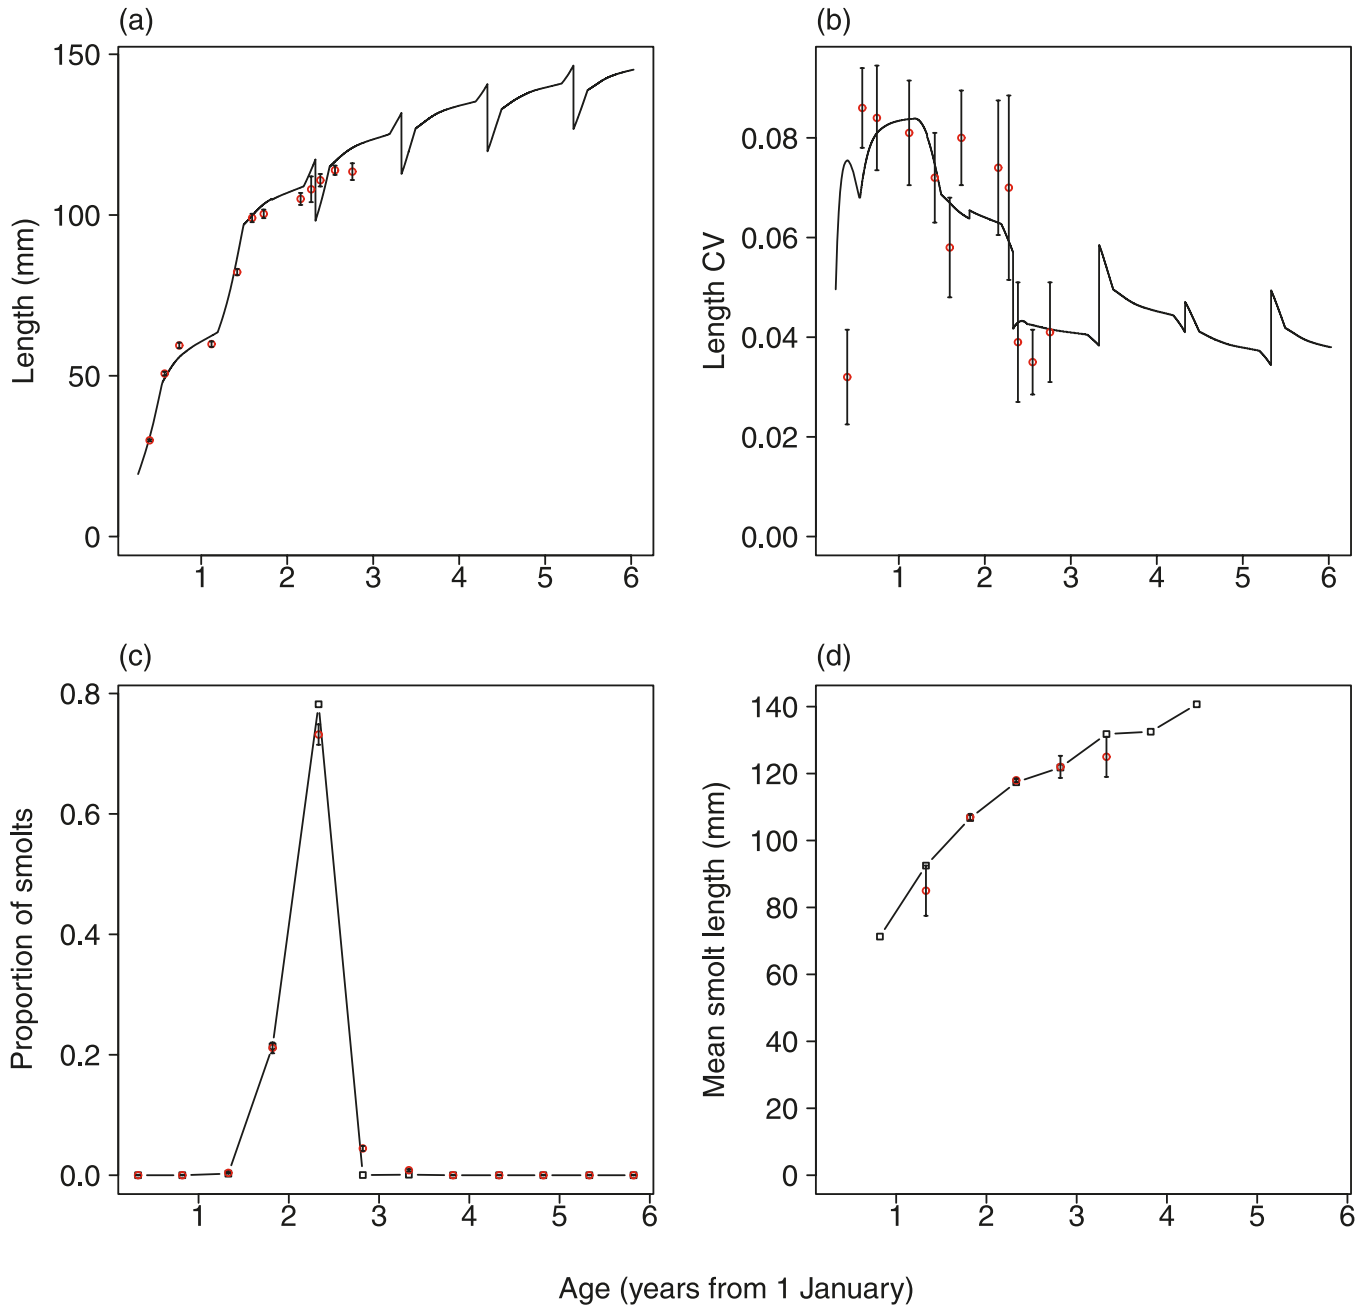 (a)
150
100
50
0
Length (mm)
1 2 3 4 5 6
(b)
0.08
0.06
0.04
0.02
0.00
Length CV
1 2 3 4 5 6
(c)
0.8
0.6
0.4
0.2
0.0
Proportion of smolts
1 2 3 4 5 6
(d)
140
120
100
80
60
40
20
0
Mean smolt length (mm)
1 2 3 4 5 6
Age (years from 1 January)